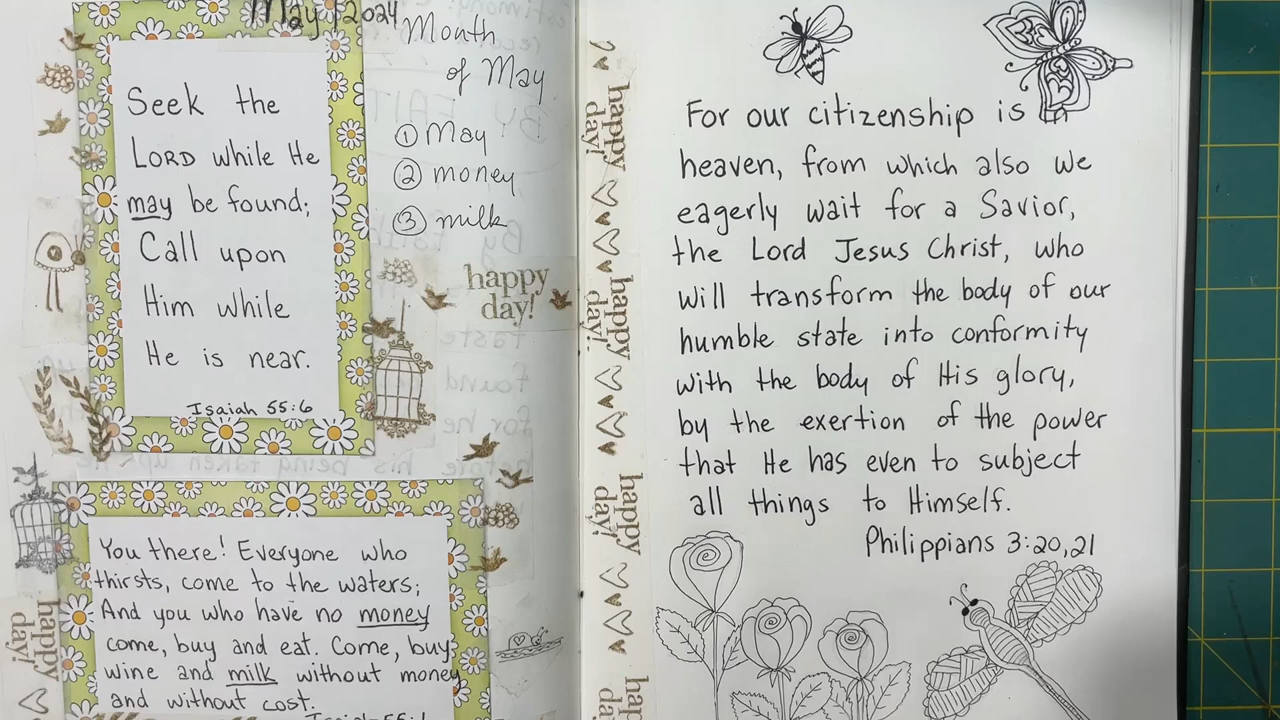 May 2024
Seek the
LORD while He
may be found;
Call upon
Him while
He is near.
Isaiah 55:6
Month
of May
① May
② money
③ milk
happy
day!
You there! Everyone who
thirsts, come to the waters;
And you who have no money
come, buy and eat. Come, buy
wine and milk without money
and without cost.
Isaiah 55:1
happy
day!
happy
day!
happy
day!
happy
day!
happy
For our citizenship is in
heaven, from which also we
eagerly wait for a Savior,
the Lord Jesus Christ, who
will transform the body of our
humble state into conformity
with the body of His glory,
by the exertion of the power
that He has even to subject
all things to Himself.
Philippians 3:20,21